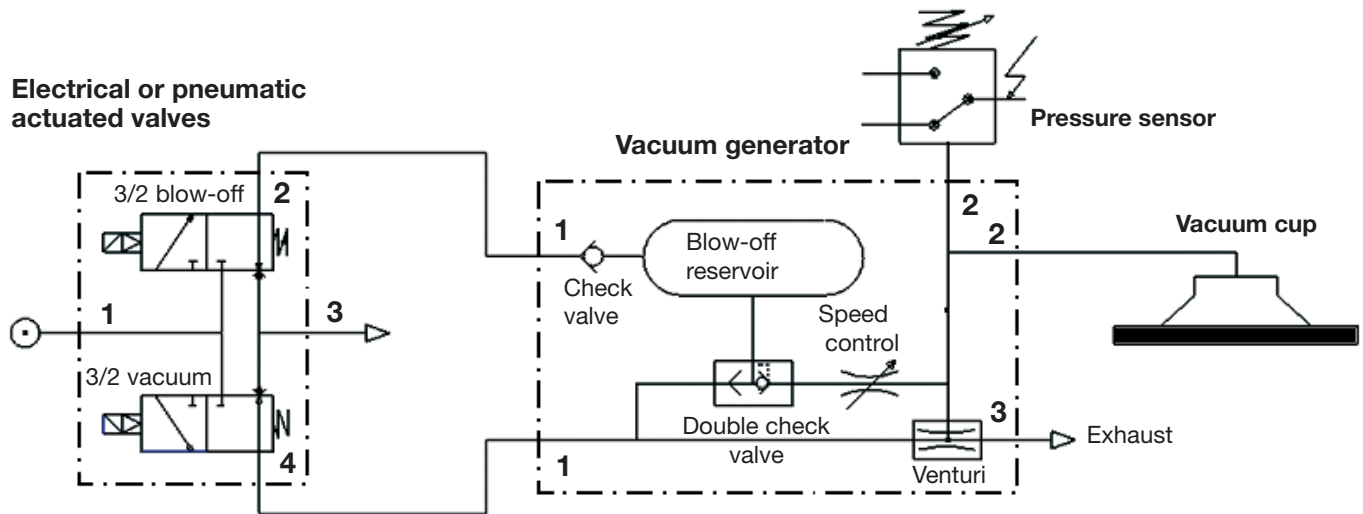 Electrical or pneumatic
actuated valves
Pressure sensor
Vacuum generator
3/2 blow-off
2
2
1
Blow-off
reservoir
2
Vacuum cup
Check
valve
1
3
Speed
control
3/2 vacuum
4
1
Double check
valve
3
Venturi
Exhaust